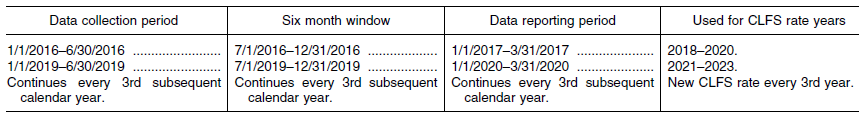 Data collection period Six month window Data reporting period Used for CLFS rate years
1/1/2016–6/30/2016 ........................ 7/1/2016–12/31/2016 ................... 1/1/2017–3/31/2017 ..................... 2018–2020.
1/1/2019–6/30/2019 ........................ 7/1/2019–12/31/2019 ................... 1/1/2020–3/31/2020 ..................... 2021–2023.
Continues every 3rd subsequent Continues every 3rd subsequent Continues every 3rd subsequent New CLFS rate every 3rd year.
calendar year. calendar year. calendar year.